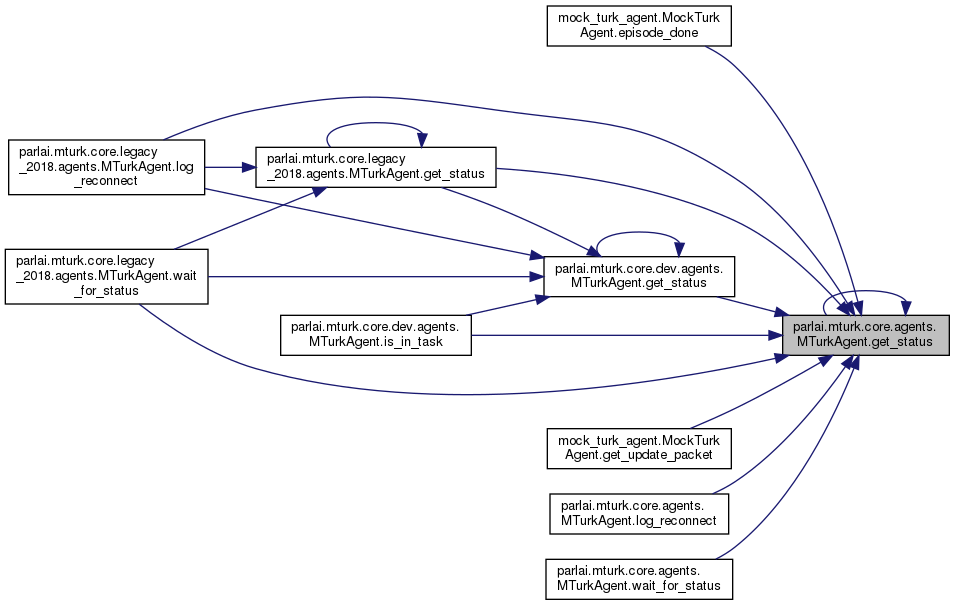 mock_turk_agent.MockTurk
Agent.episode_done
parlai.mturk.core.legacy
_2018.agents.MTurkAgent.log
_reconnect
parlai.mturk.core.legacy
_2018.agents.MTurkAgent.get_status
parlai.mturk.core.legacy
_2018.agents.MTurkAgent.wait
_for_status
parlai.mturk.core.dev.agents.
MTurkAgent.get_status
parlai.mturk.core.dev.agents.
MTurkAgent.is_in_task
parlai.mturk.core.agents.
MTurkAgent.get_status
mock_turk_agent.MockTurk
Agent.get_update_packet
parlai.mturk.core.agents.
MTurkAgent.log_reconnect
parlai.mturk.core.agents.
MTurkAgent.wait_for_status